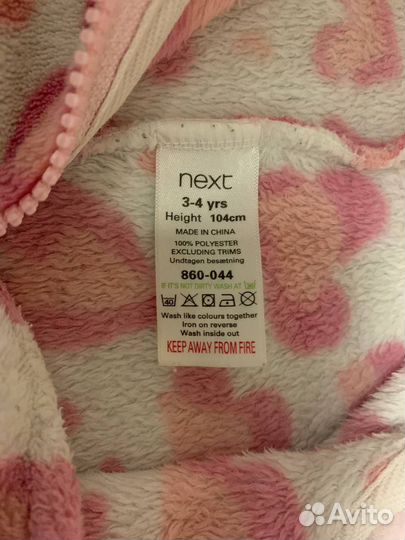 next
3-4 yrs
Height 104cm
MADE IN CHINA
100% POLYESTER
EXCLUDING TRIMS
Undtagen besætning
860-044
IF IT'S NOT DIRTY WASH AT 30
40
Wash like colours together
Iron on reverse
Wash inside out
KEEP AWAY FROM FIRE
Avito